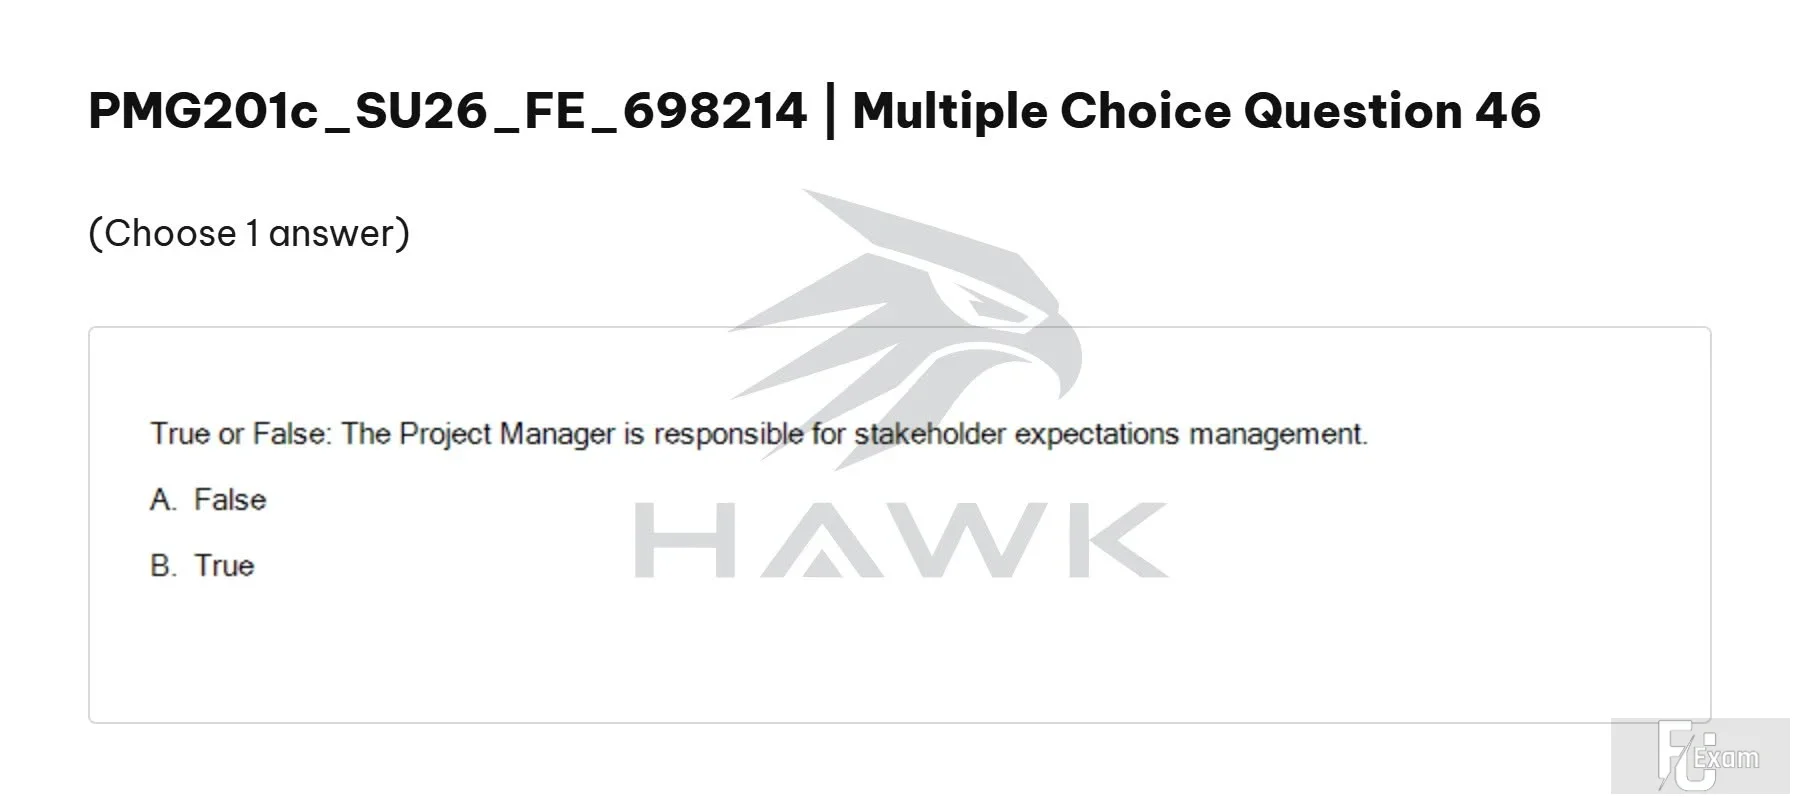 PMG201c_SU26_FE_698214 | Multiple Choice Question 46
(Choose 1 answer)
True or False: The Project Manager is responsible for stakeholder expectations management.
A. False
B. True
HAWK
FU Exam